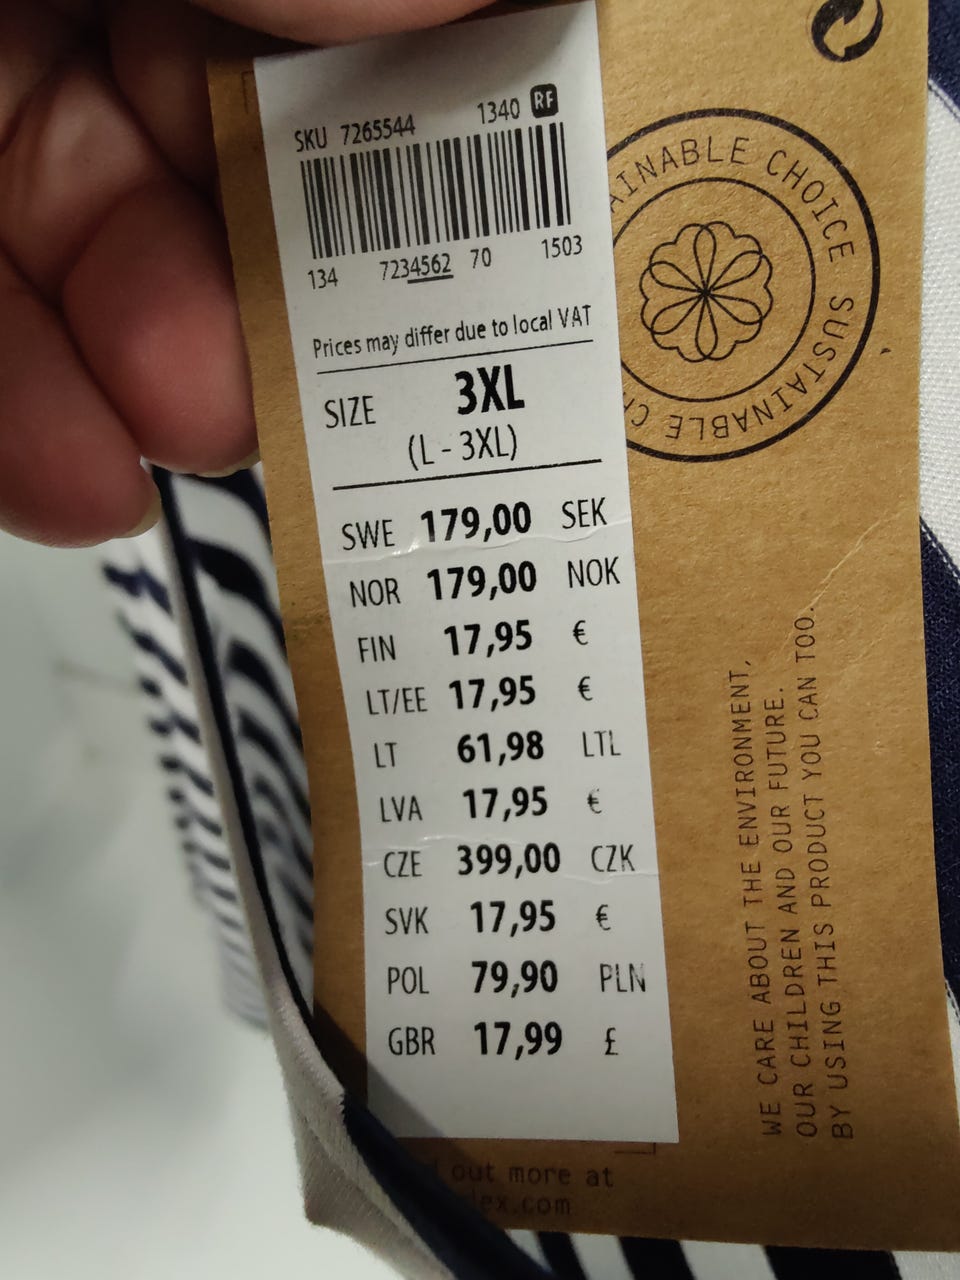 SKU 7265544 1340 RF
134 7234562 70 1503
Prices may differ due to local VAT
SIZE 3XL
(L - 3XL)
SWE 179,00 SEK
NOR 179,00 NOK
FIN 17,95 €
LT/EE 17,95 €
LT 61,98 LTL
LVA 17,95 €
CZE 399,00 CZK
SVK 17,95 €
POL 79,90 PLN
GBR 17,99 £
SUSTAINABLE CHOICE
WE CARE ABOUT THE ENVIRONMENT,
OUR CHILDREN AND OUR FUTURE.
BY USING THIS PRODUCT YOU CAN TOO.
out more at